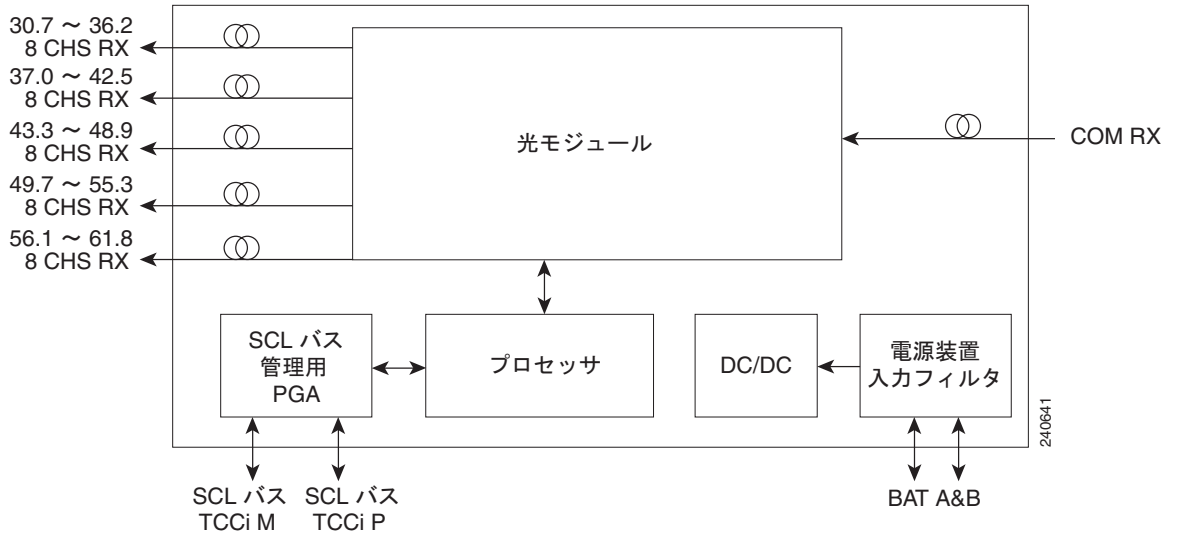 30.7 ～ 36.2
8 CHS RX
37.0 ～ 42.5
8 CHS RX
43.3 ～ 48.9
8 CHS RX
49.7 ～ 55.3
8 CHS RX
56.1 ～ 61.8
8 CHS RX
光モジュール
COM RX
SCL バス
管理用
PGA
プロセッサ
DC/DC
電源装置
入力フィルタ
240641
SCL バス
TCCi M
SCL バス
TCCi P
BAT A&B